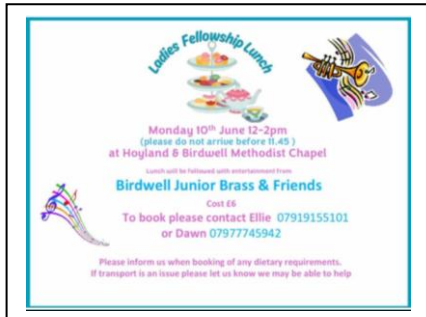 Ladies Fellowship Lunch
Monday 10th June 12-2pm
(please do not arrive before 11.45 )
at Hoyland & Birdwell Methodist Chapel
Lunch will be followed with entertainment from
Birdwell Junior Brass & Friends
Cost £6
To book please contact Ellie 07919155101
or Dawn 07977745942
Please inform us when booking of any dietary requirements.
If transport is an issue please let us know we may be able to help